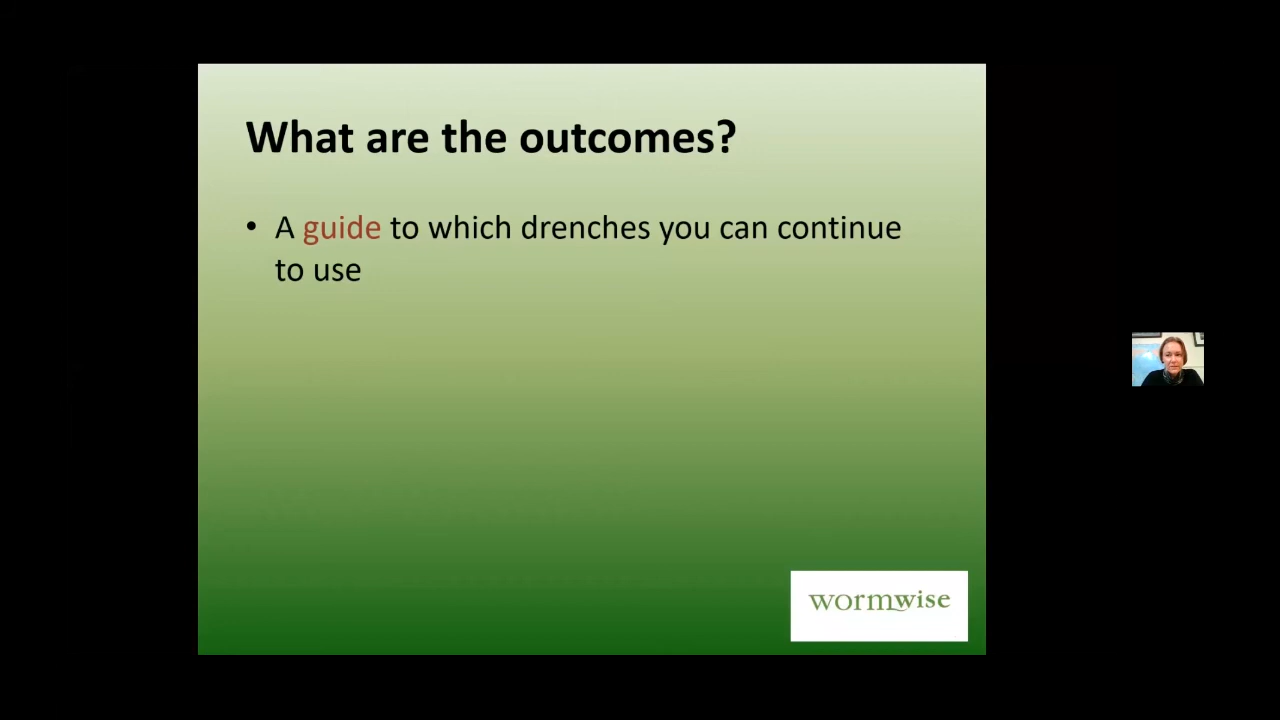 What are the outcomes?
• A guide to which drenches you can continue
to use
wormwise